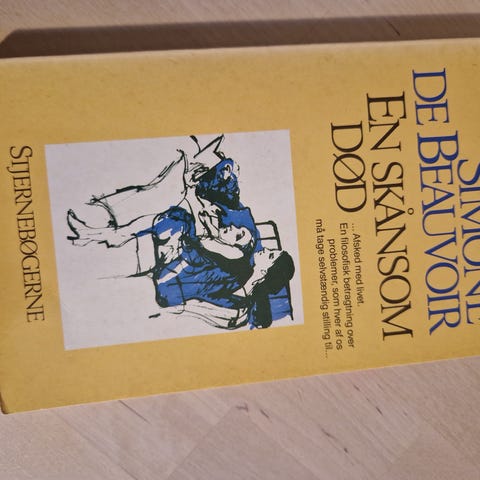 SIMONE
DE BEAUVOIR
EN SKÅNSOM
DØD
... Afsked med livet.
En filosofisk betragtning over
problemer, som hver af os
må tage selvstændig stilling til...
STJERNEBØGERNE